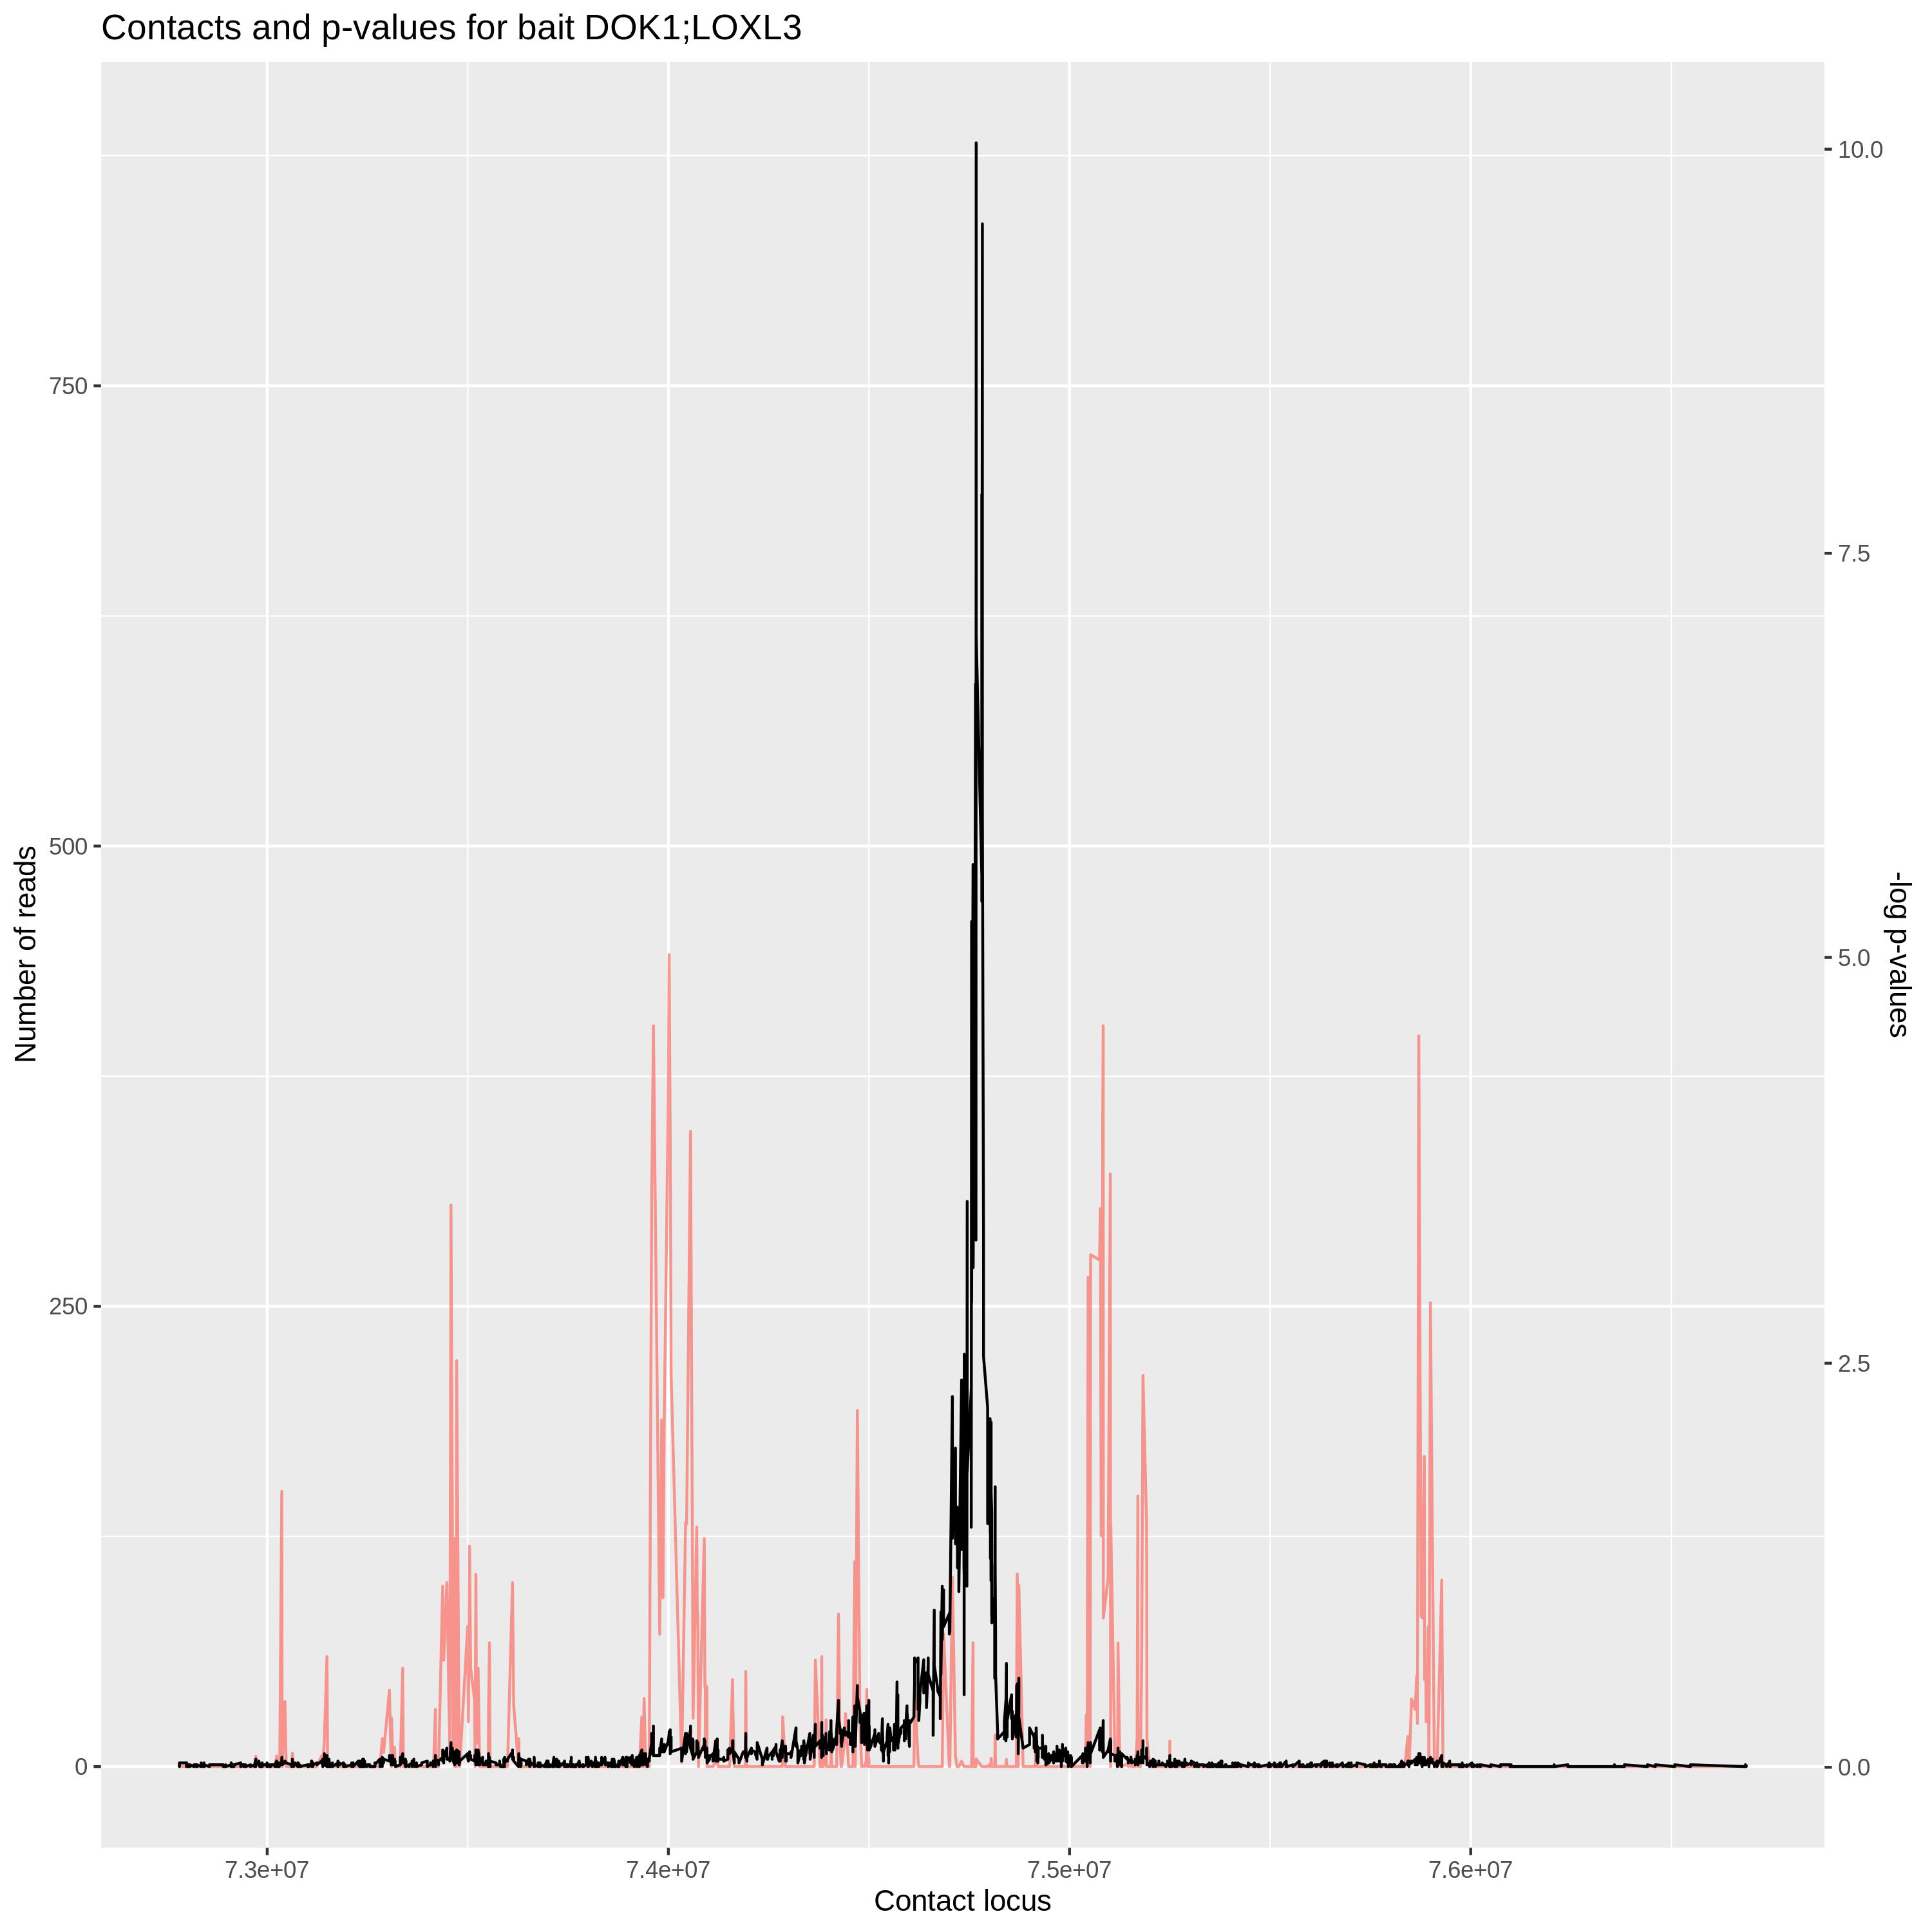 Contacts and p-values for bait DOK1;LOXL3
Number of reads
750
500
250
0
10.0
7.5
5.0
2.5
0.0
-log p-values
7.3e+07
7.4e+07
7.5e+07
7.6e+07
Contact locus